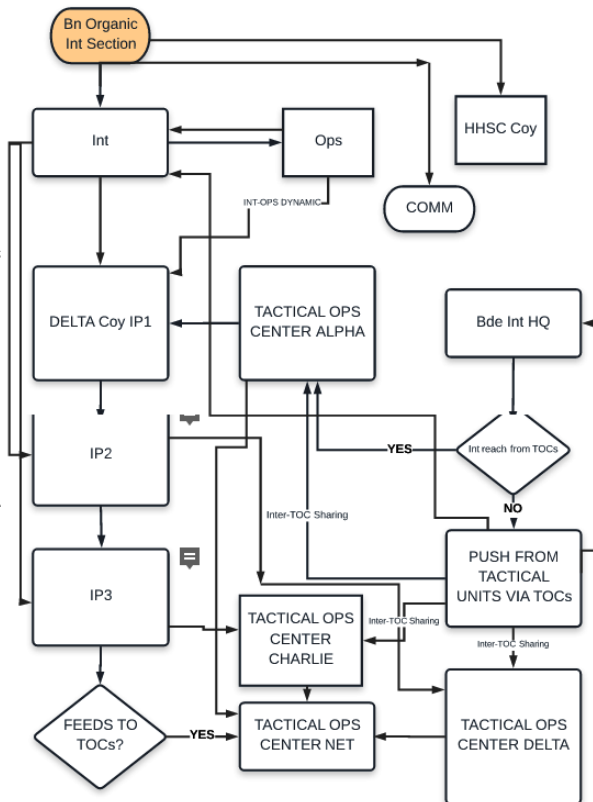 Bn Organic
Int Section
HHSC Coy
Int
Ops
COMM
INT-OPS DYNAMIC
DELTA Coy IP1
TACTICAL OPS
CENTER ALPHA
Bde Int HQ
IP2
YES
Int reach from TOCs
NO
Inter-TOC Sharing
PUSH FROM
TACTICAL
UNITS VIA TOCs
IP3
TACTICAL OPS
CENTER
CHARLIE
Inter-TOC Sharing
Inter-TOC Sharing
FEEDS TO
TOCs?
YES
TACTICAL OPS
CENTER NET
TACTICAL OPS
CENTER DELTA